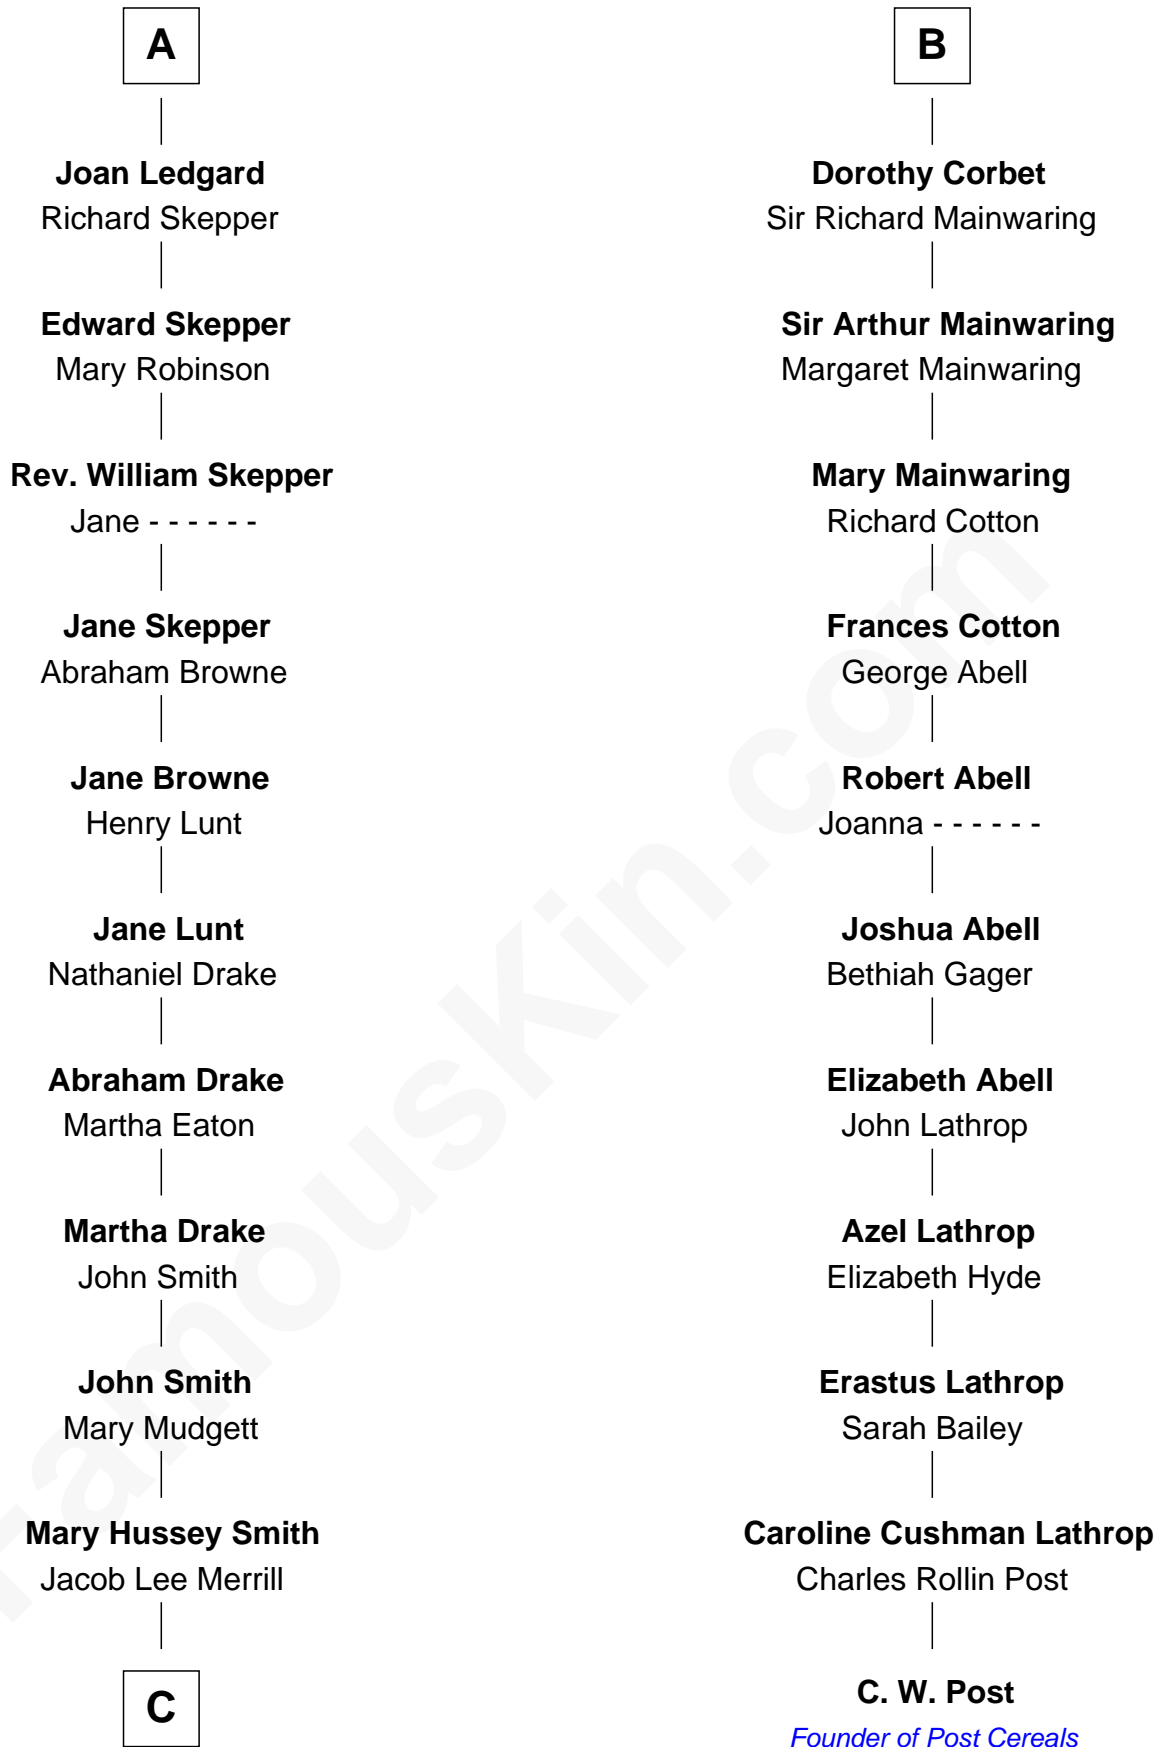 A
Joan Ledgard
Richard Skepper
Edward Skepper
Mary Robinson
Rev. William Skepper
Jane - - - - - -
Jane Skepper
Abraham Browne
Jane Browne
Henry Lunt
Jane Lunt
Nathaniel Drake
Abraham Drake
Martha Eaton
Martha Drake
John Smith
John Smith
Mary Mudgett
Mary Hussey Smith
Jacob Lee Merrill
C
B
Dorothy Corbet
Sir Richard Mainwaring
Sir Arthur Mainwaring
Margaret Mainwaring
Mary Mainwaring
Richard Cotton
Frances Cotton
George Abell
Robert Abell
Joanna - - - - - -
Joshua Abell
Bethiah Gager
Elizabeth Abell
John Lathrop
Azel Lathrop
Elizabeth Hyde
Erastus Lathrop
Sarah Bailey
Caroline Cushman Lathrop
Charles Rollin Post
C. W. Post
Founder of Post Cereals
FamousKin.com